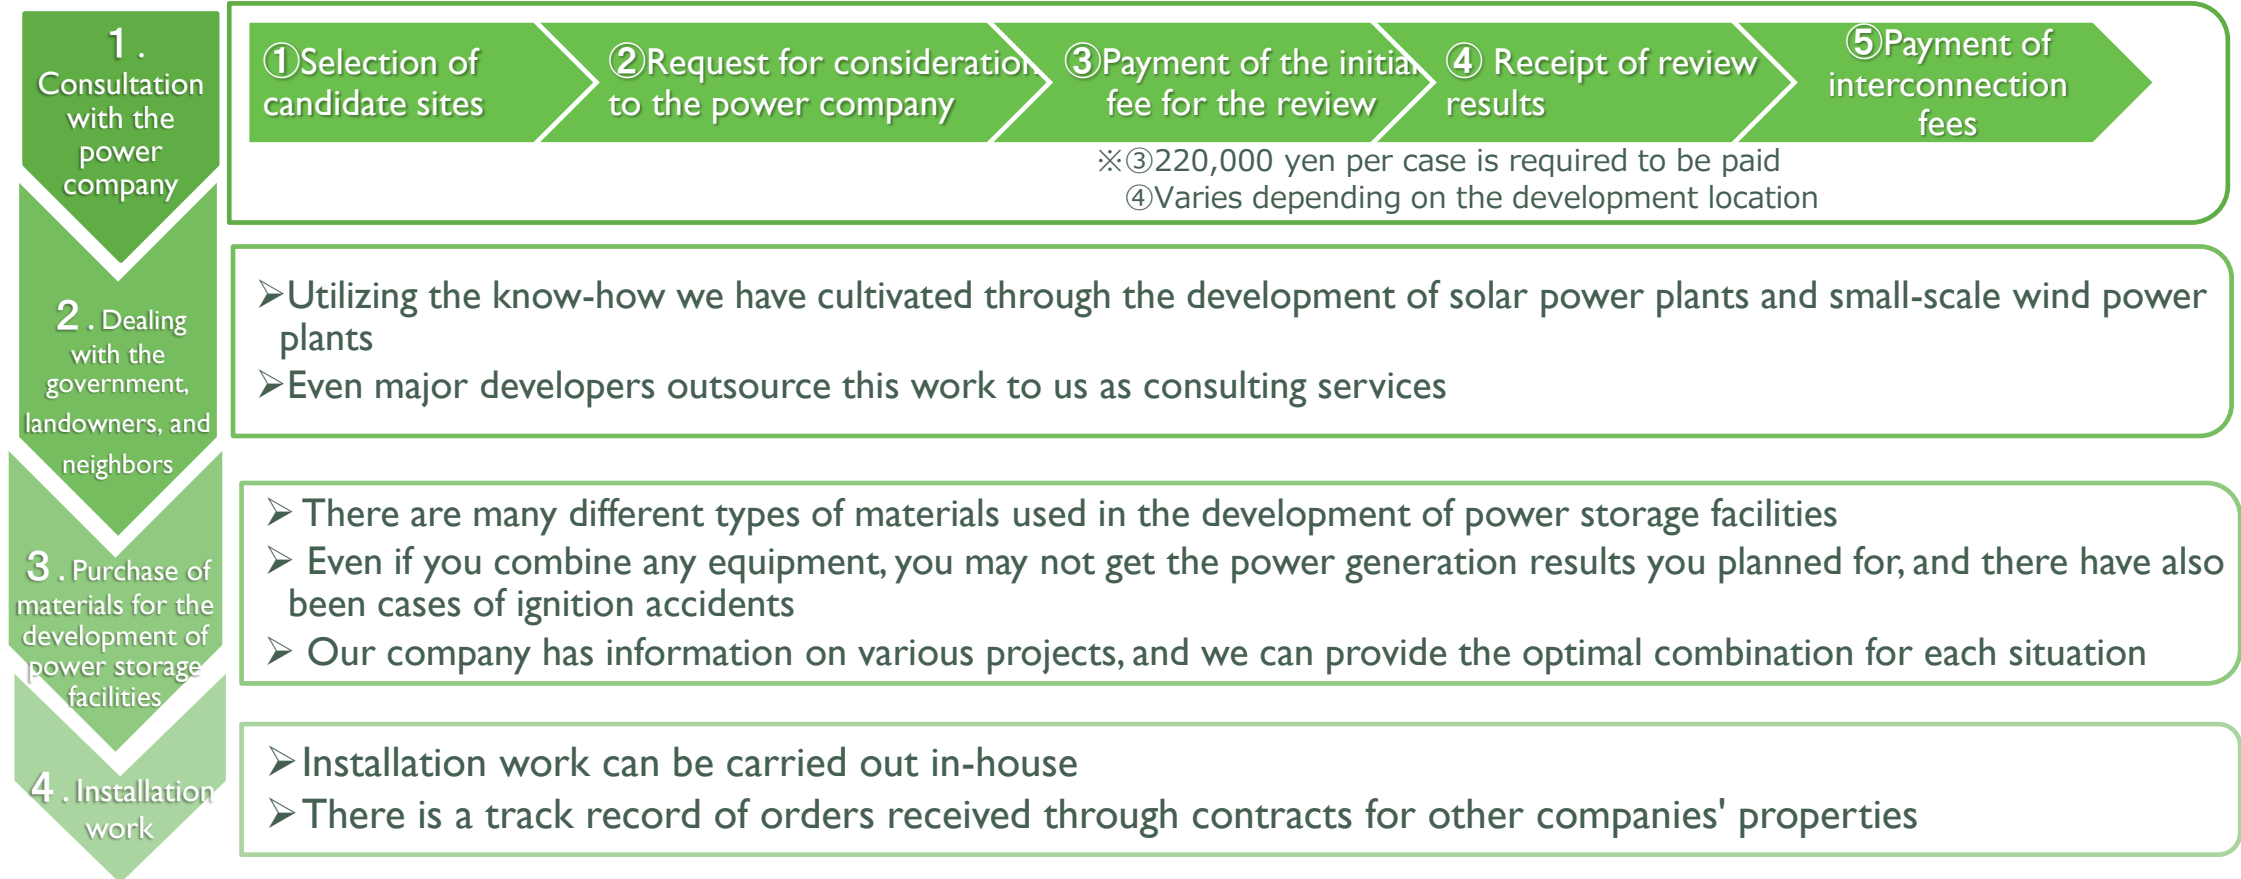 １.
Consultation
with the
power
company
①Selection of
candidate sites
②Request for consideration
to the power company
③Payment of the initial
fee for the review
④ Receipt of review
results
⑤Payment of
interconnection
fees
※③220,000 yen per case is required to be paid
④Varies depending on the development location
２. Dealing
with the
government,
landowners, and
neighbors
➢Utilizing the know-how we have cultivated through the development of solar power plants and small-scale wind power
plants
➢Even major developers outsource this work to us as consulting services
３. Purchase of
materials for the
development of
power storage
facilities
➢ There are many different types of materials used in the development of power storage facilities
➢ Even if you combine any equipment, you may not get the power generation results you planned for, and there have also
been cases of ignition accidents
➢ Our company has information on various projects, and we can provide the optimal combination for each situation
４. Installation
work
➢Installation work can be carried out in-house
➢There is a track record of orders received through contracts for other companies' properties